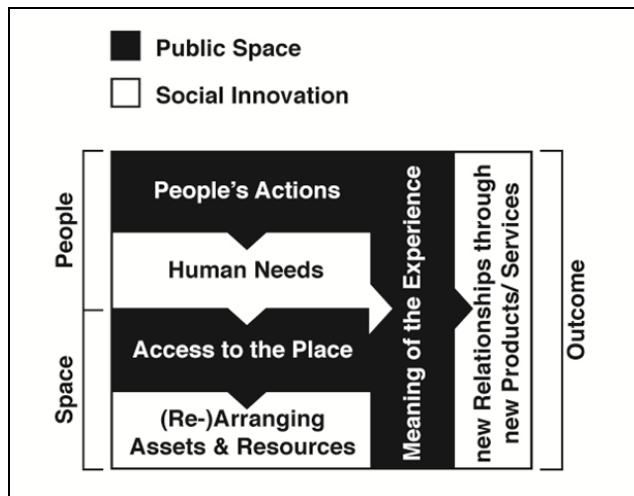 Public Space
Social Innovation
People
Space
People's Actions
Human Needs
Access to the Place
(Re-)Arranging
Assets & Resources
Meaning of the Experience
new Relationships through
new Products/ Services
Outcome